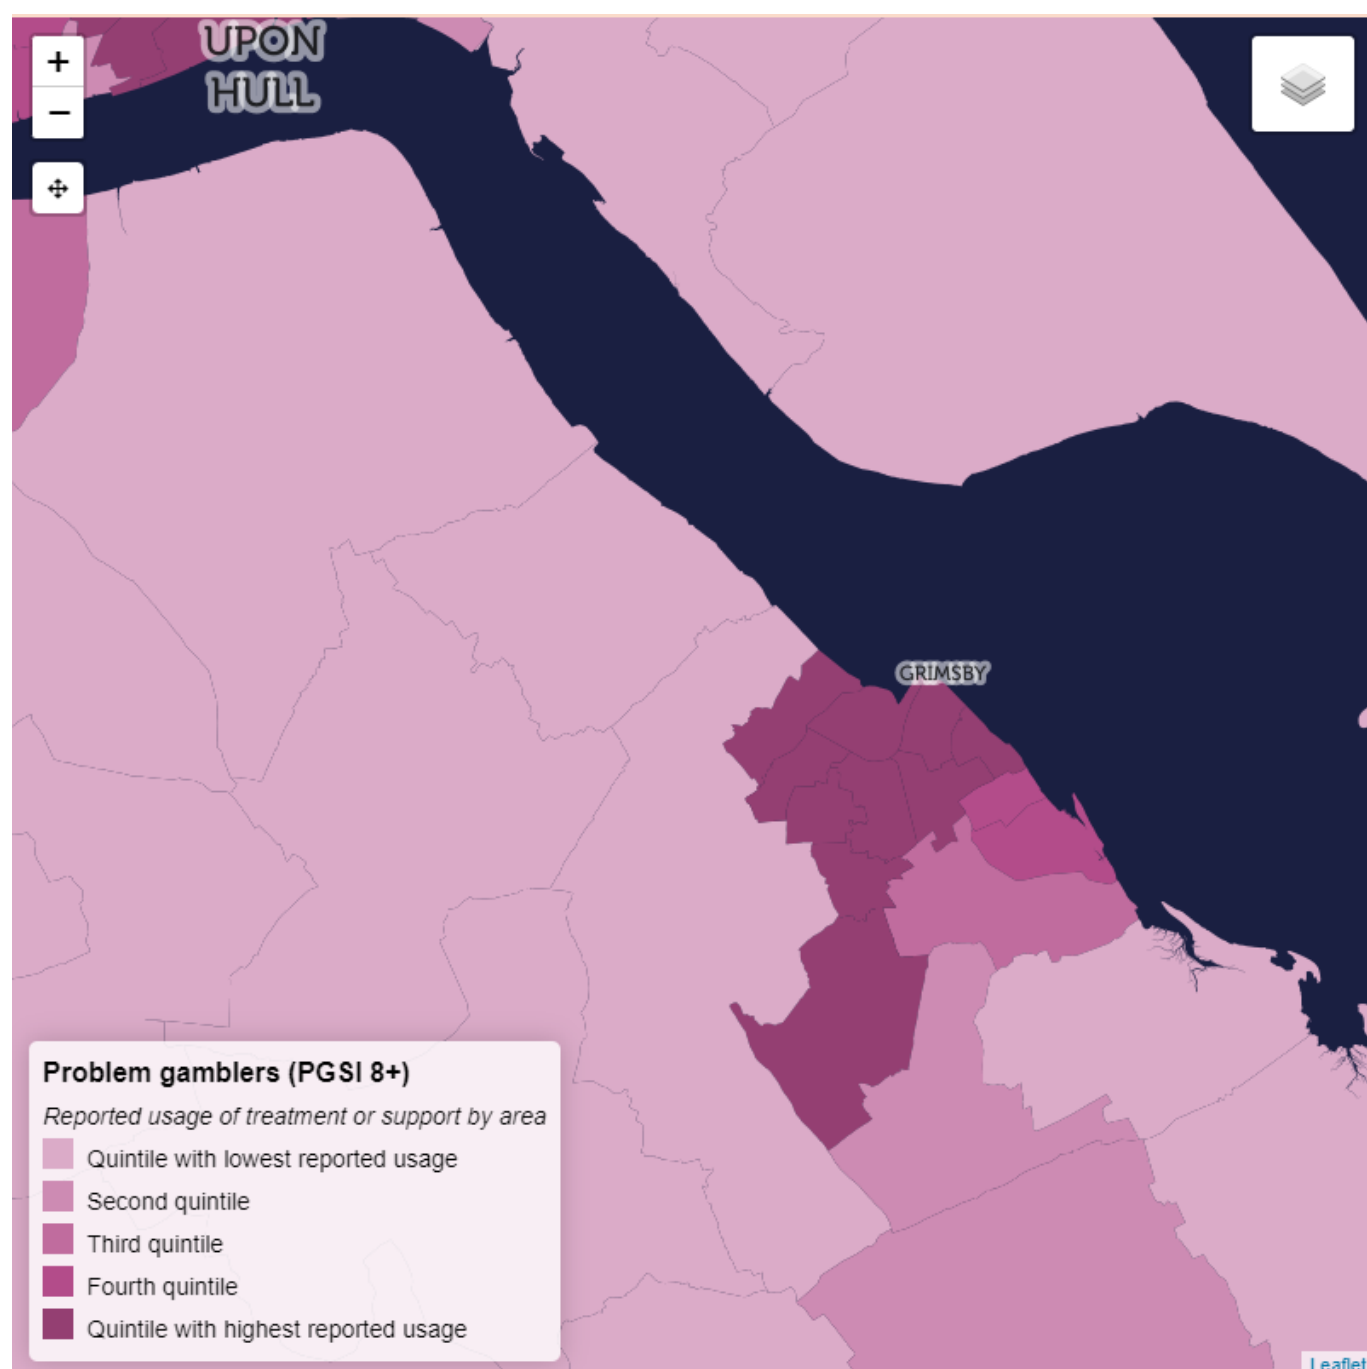 UPON
HULL
+
−
GRIMSBY
Problem gamblers (PGSI 8+)
Reported usage of treatment or support by area
Quintile with lowest reported usage
Second quintile
Third quintile
Fourth quintile
Quintile with highest reported usage
Leaflet